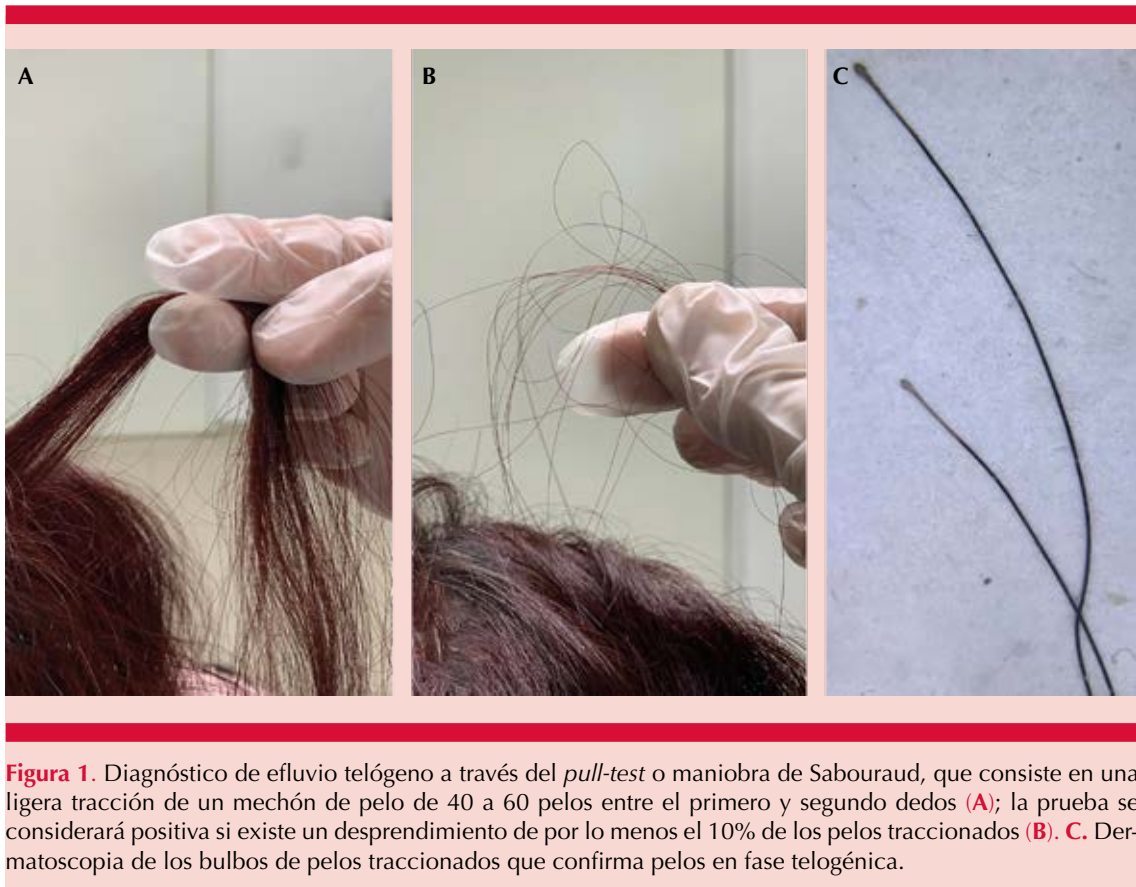 A
B
C
Figura 1. Diagnóstico de efluvio telógeno a través del pull-test o maniobra de Sabouraud, que consiste en una
ligera tracción de un mechón de pelo de 40 a 60 pelos entre el primero y segundo dedos (A); la prueba se
considerará positiva si existe un desprendimiento de por lo menos el 10% de los pelos traccionados (B). C. Der-
matoscopia de los bulbos de pelos traccionados que confirma pelos en fase telogénica.